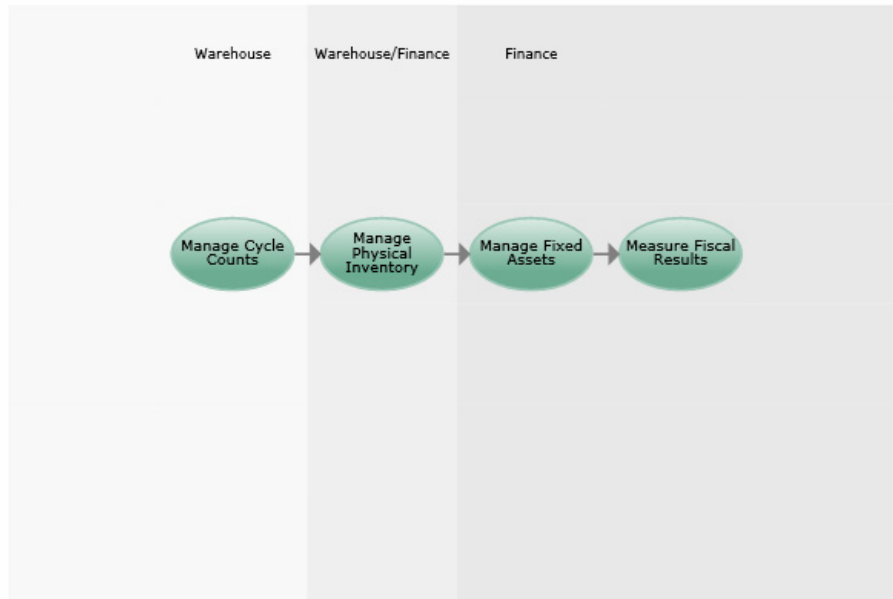 Warehouse
Warehouse/Finance
Finance
Manage Cycle
Counts
Manage
Physical
Inventory
Manage Fixed
Assets
Measure Fiscal
Results